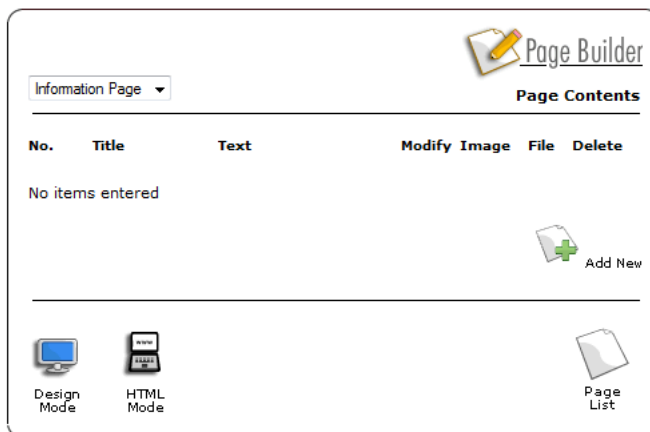 Page Builder
Information Page
Page Contents
No. Title Text Modify Image File Delete
No items entered
Add New
www
Design Mode
HTML Mode
Page List